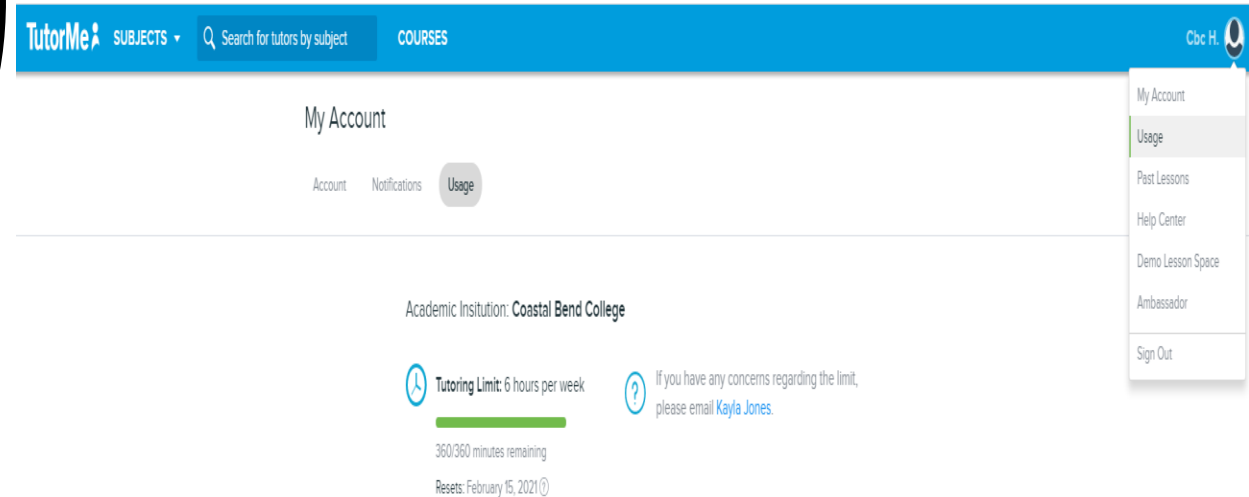 TutorMe SUBJECTS Search for tutors by subject COURSES Cbc H.
My Account
Account Notifications Usage
Academic Insitution: Coastal Bend College
Tutoring Limit: 6 hours per week
360/360 minutes remaining
Resets: February 15, 2021 ?
? If you have any concerns regarding the limit,
please email Kayla Jones.
My Account
Usage
Past Lessons
Help Center
Demo Lesson Space
Ambassador
Sign Out